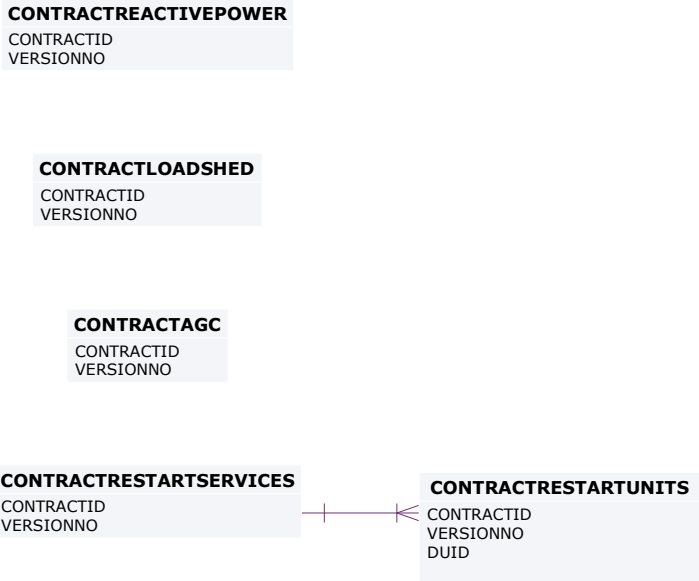 CONTRACTREACTIVEPOWER
CONTRACTID
VERSIONNO
CONTRACTLOADSHED
CONTRACTID
VERSIONNO
CONTRACTAGC
CONTRACTID
VERSIONNO
CONTRACTRESTARTSERVICES
CONTRACTID
VERSIONNO
CONTRACTRESTARTUNITS
CONTRACTID
VERSIONNO
DUID